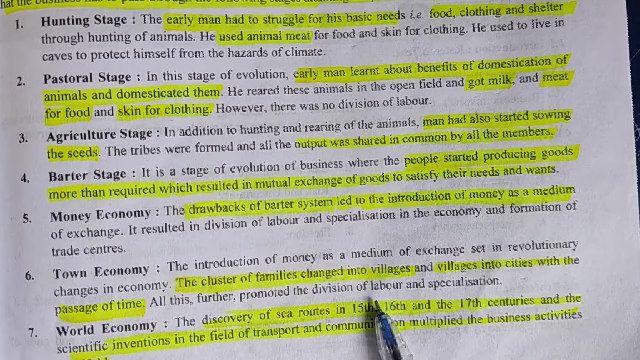 that the business has to pass through the following stages
1. Hunting Stage : The early man had to struggle for his basic needs i.e food, clothing and shelter
through hunting of animals. He used animal meat for food and skin for clothing. He used to live in
caves to protect himself from the hazards of climate.
2. Pastoral Stage : In this stage of evolution, early man learnt about benefits of domestication of
animals and domesticated them. He reared these animals in the open field and got milk, and meat
for food and skin for clothing. However, there was no division of labour.
3. Agriculture Stage : In addition to hunting and rearing of the animals, man had also started sowing
the seeds. The tribes were formed and all the output was shared in common by all the members.
4. Barter Stage : It is a stage of evolution of business where the people started producing goods
more than required which resulted in mutual exchange of goods to satisfy their needs and wants.
5. Money Economy : The drawbacks of barter system led to the introduction of money as a medium
of exchange. It resulted in division of labour and specialisation in the economy and formation of
trade centres.
6. Town Economy : The introduction of money as a medium of exchange set in revolutionary
changes in economy. The cluster of families changed into villages and villages into cities with the
passage of time. All this, further, promoted the division of labour and specialisation.
7. World Economy : The discovery of sea routes in 15th, 16th and the 17th centuries and the
scientific inventions in the field of transport and multiplied the business activities